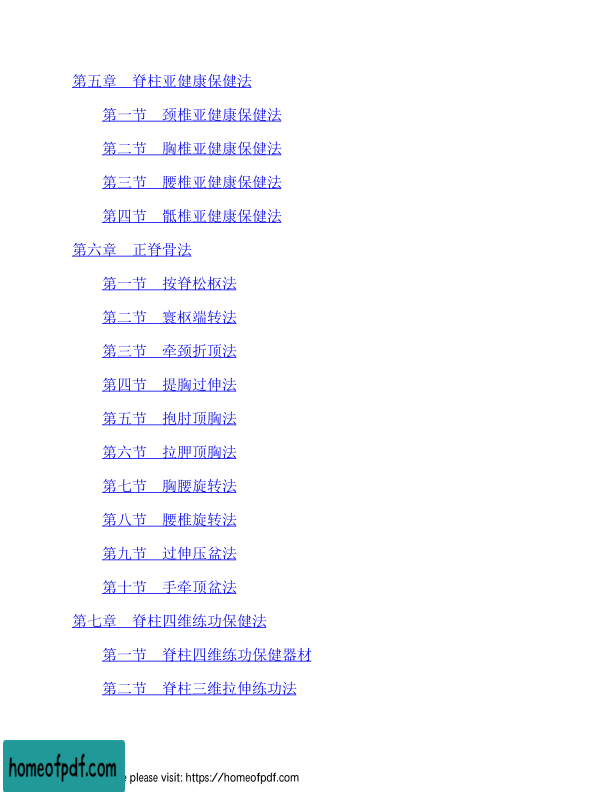 第五章　脊柱亚健康保健法
第一节　颈椎亚健康保健法
第二节　胸椎亚健康保健法
第三节　腰椎亚健康保健法
第四节　骶椎亚健康保健法
第六章　正脊骨法
第一节　按脊松枢法
第二节　寰枢端转法
第三节　牵颈折顶法
第四节　提胸过伸法
第五节　抱肘顶胸法
第六节　拉胛顶胸法
第七节　胸腰旋转法
第八节　腰椎旋转法
第九节　过伸压盆法
第十节　手牵顶盆法
第七章　脊柱四维练功保健法
第一节　脊柱四维练功保健器材
第二节　脊柱三维拉伸练功法
homeofpdf.com
e please visit: https://homeofpdf.com